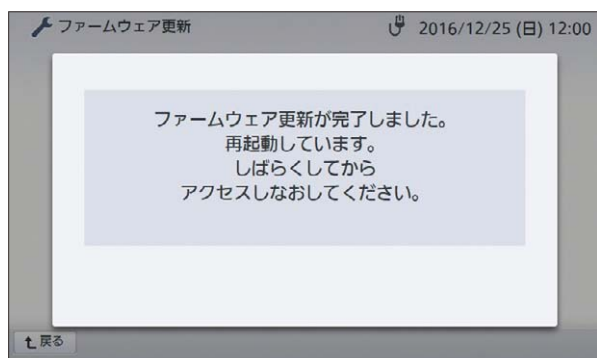 ファームウェア更新
2016/12/25 (日) 12:00
ファームウェア更新が完了しました。
再起動しています。
しばらくしてから
アクセスしなおしてください。
戻る